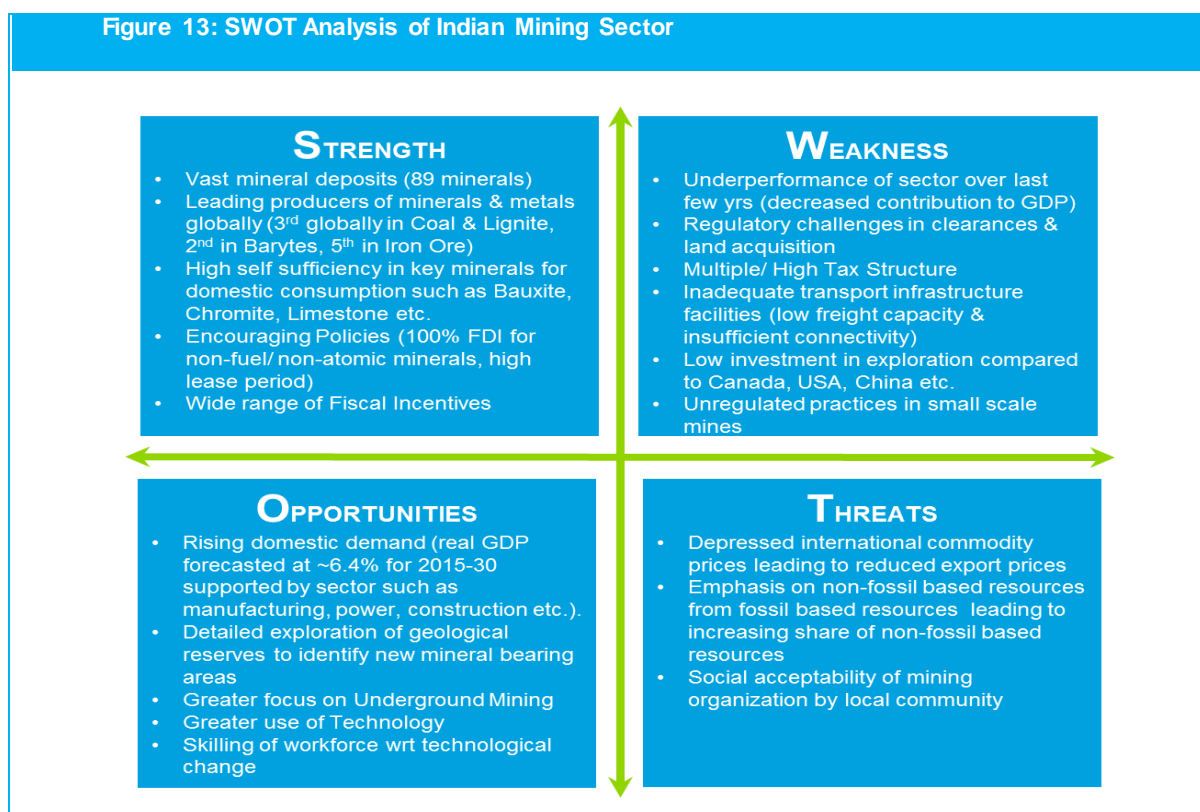 Figure 13: SWOT Analysis of Indian Mining Sector
STRENGTH
• Vast mineral deposits (89 minerals)
• Leading producers of minerals & metals
globally (3rd globally in Coal & Lignite,
2nd in Barytes, 5th in Iron Ore)
• High self sufficiency in key minerals for
domestic consumption such as Bauxite,
Chromite, Limestone etc.
• Encouraging Policies (100% FDI for
non-fuel/ non-atomic minerals, high
lease period)
• Wide range of Fiscal Incentives
WEAKNESS
• Underperformance of sector over last
few yrs (decreased contribution to GDP)
• Regulatory challenges in clearances &
land acquisition
• Multiple/ High Tax Structure
• Inadequate transport infrastructure
facilities (low freight capacity &
insufficient connectivity)
• Low investment in exploration compared
to Canada, USA, China etc.
• Unregulated practices in small scale
mines
OPPORTUNITIES
• Rising domestic demand (real GDP
forecasted at ~6.4% for 2015-30
supported by sector such as
manufacturing, power, construction etc.).
• Detailed exploration of geological
reserves to identify new mineral bearing
areas
• Greater focus on Underground Mining
• Greater use of Technology
• Skilling of workforce wrt technological
change
THREATS
• Depressed international commodity
prices leading to reduced export prices
• Emphasis on non-fossil based resources
from fossil based resources leading to
increasing share of non-fossil based
resources
• Social acceptability of mining
organization by local community